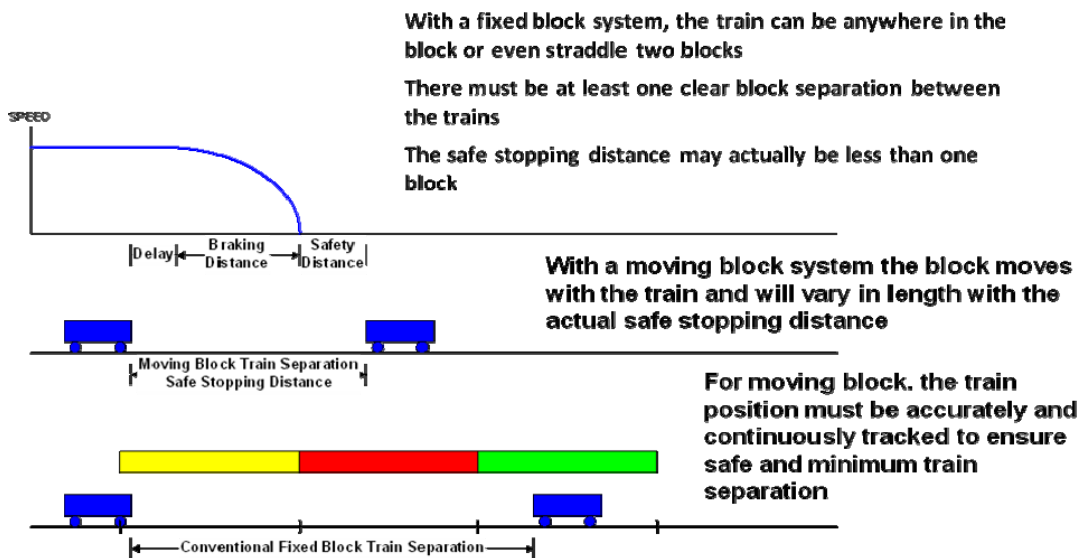 With a fixed block system, the train can be anywhere in the
block or even straddle two blocks
There must be at least one clear block separation between
the trains
The safe stopping distance may actually be less than one
block
SPEED
Delay
Braking
Distance
Safety
Distance
With a moving block system the block moves
with the train and will vary in length with the
actual safe stopping distance
Moving Block Train Separation
Safe Stopping Distance
For moving block. the train
position must be accurately and
continuously tracked to ensure
safe and minimum train
separation
Conventional Fixed Block Train Separation